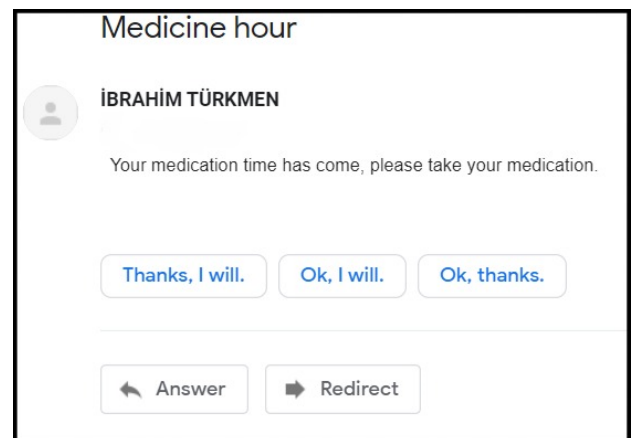 Medicine hour
İBRAHİM TÜRKMEN
Your medication time has come, please take your medication.
Thanks, I will. Ok, I will. Ok, thanks.
Answer Redirect